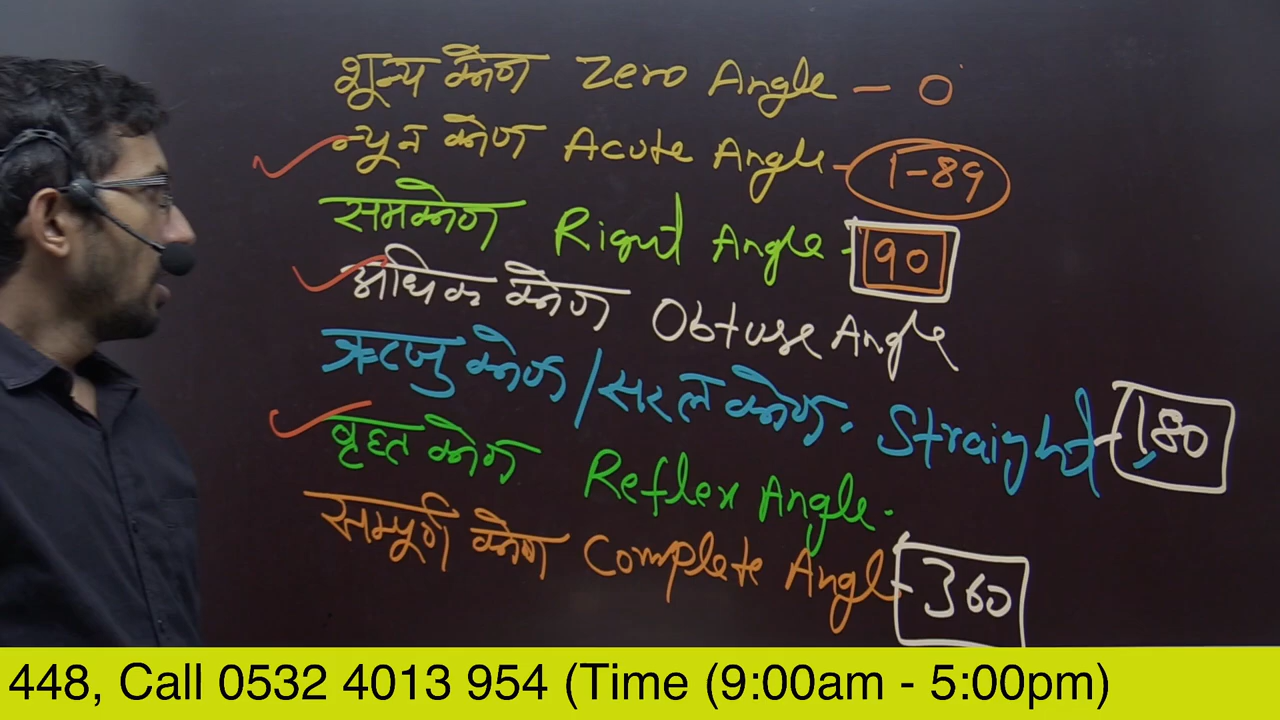 शून्य कोण Zero Angle - 0°
न्यून कोण Acute Angle - 1-89
समकोण Right Angle - 90
अधिक कोण Obtuse Angle
ऋजु कोण / सरल कोण. Straight - 180
वृहत कोण Reflex Angle.
सम्पूर्ण कोण Complete Angle - 360
448, Call 0532 4013 954 (Time (9:00am - 5:00pm)